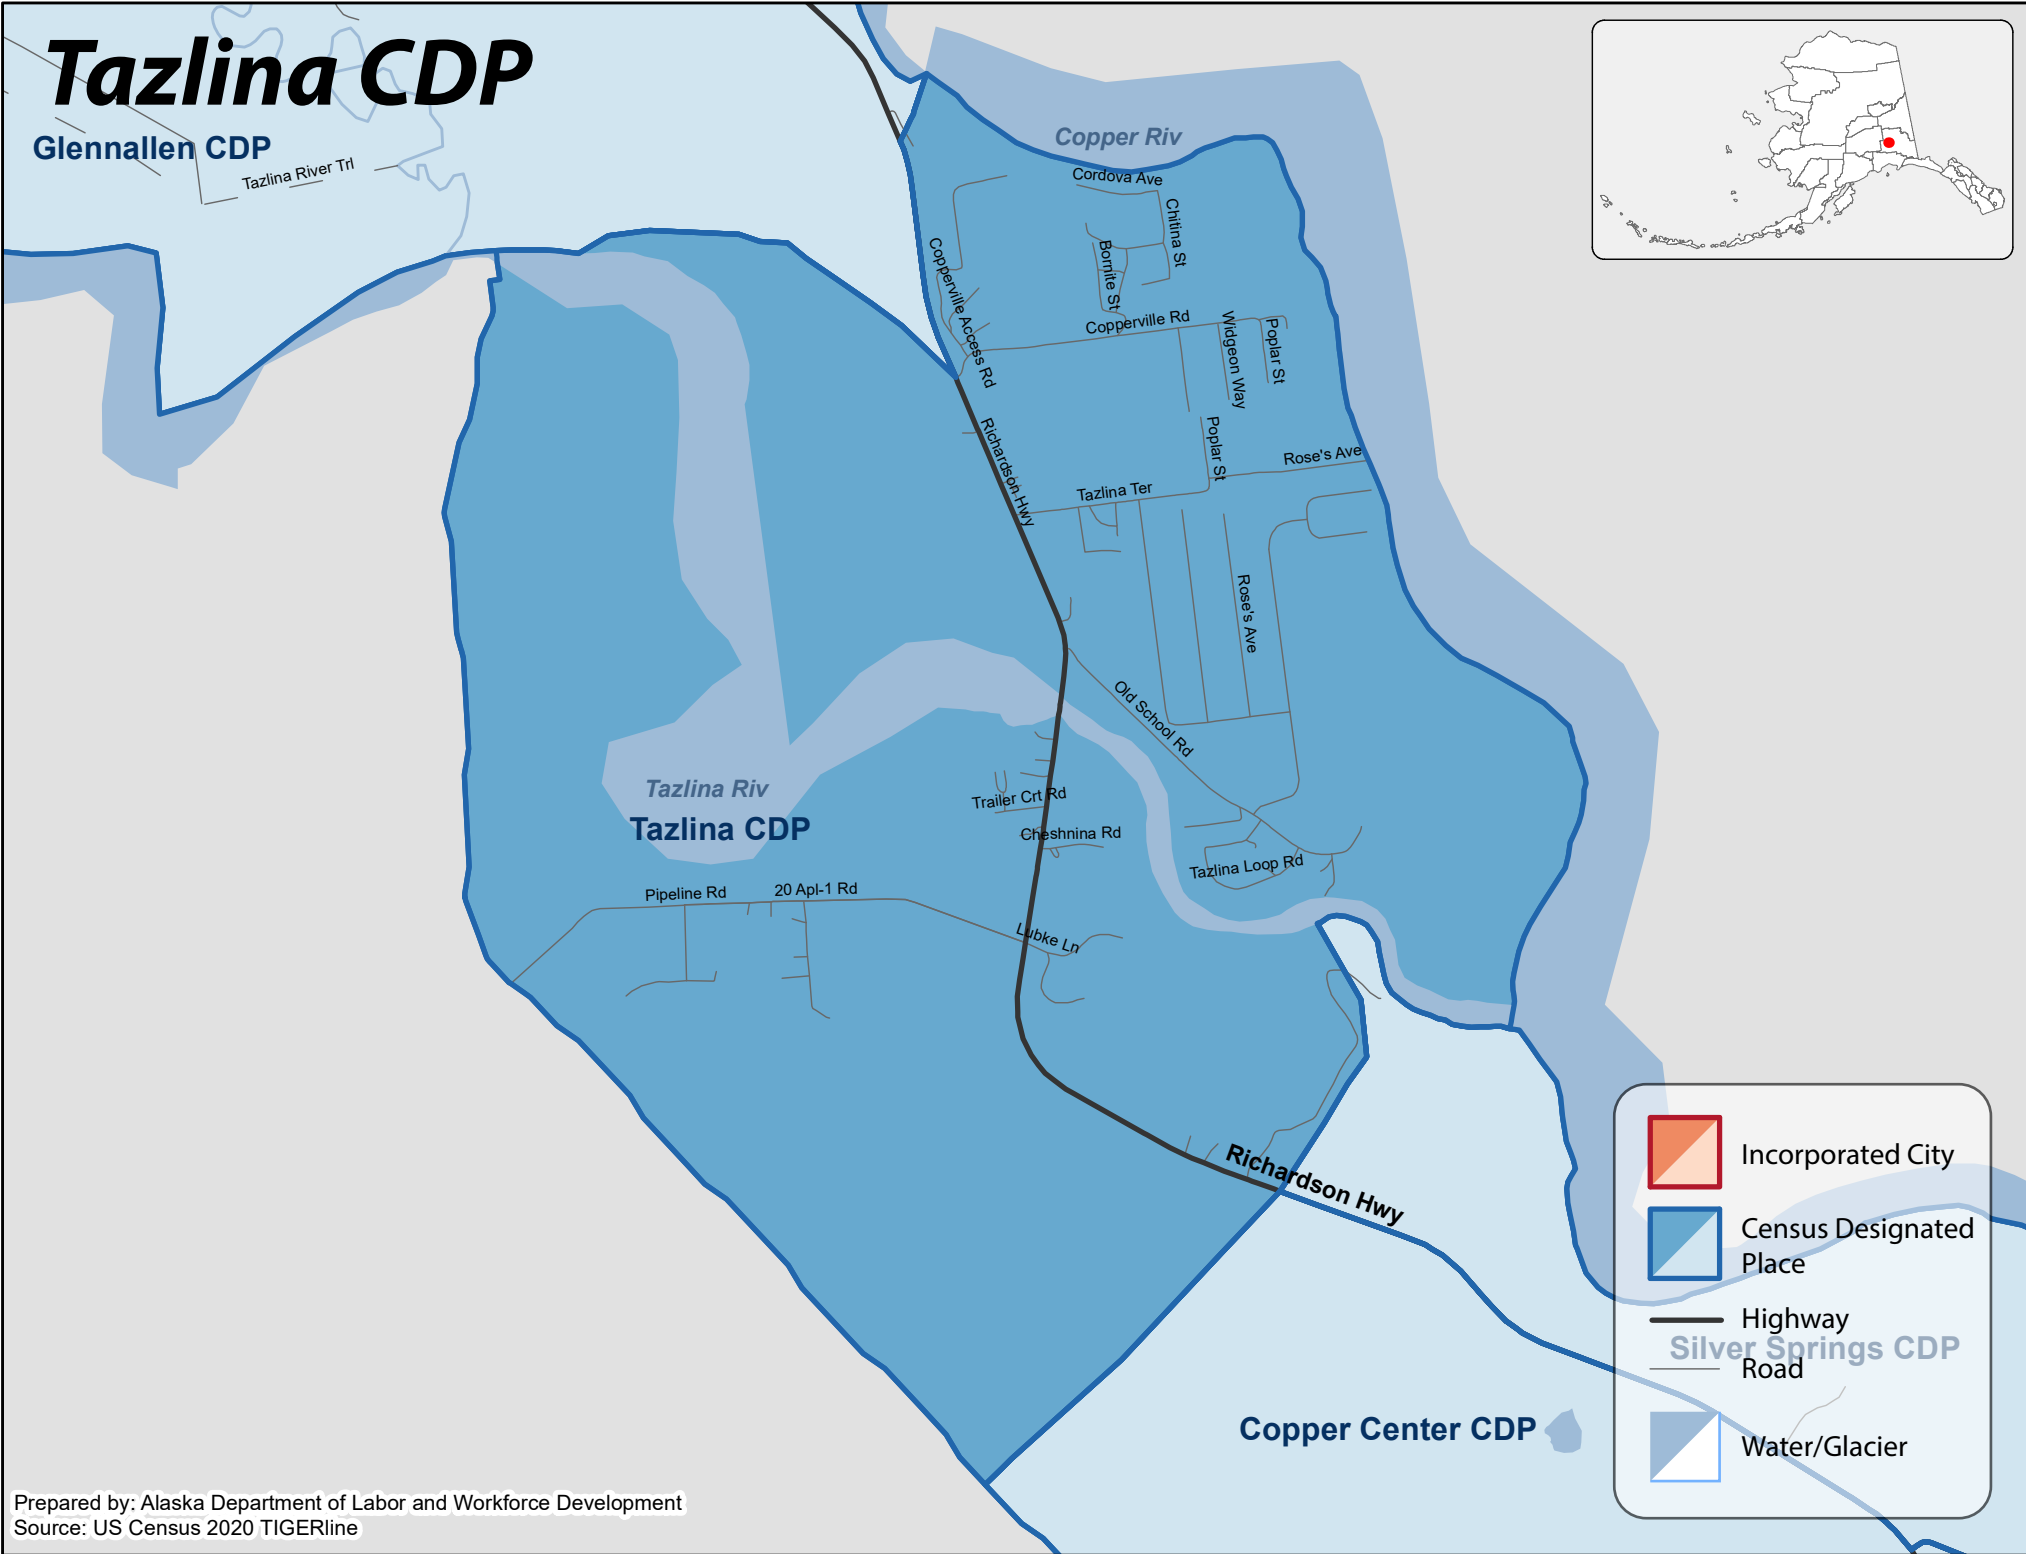 Tazlina CDP
Glennallen CDP
Tazlina River Trl
Copper Riv
Cordova Ave
Chitina St
Bornite St
Copperville Access Rd
Copperville Rd
Widgeon Way
Poplar St
Richardson Hwy
Poplar St
Rose's Ave
Tazlina Ter
Rose's Ave
Old School Rd
Tazlina Riv
Tazlina CDP
Trailer Crt Rd
Cheshnina Rd
Tazlina Loop Rd
Pipeline Rd
20 Apl-1 Rd
Lubke Ln
Richardson Hwy
Incorporated City
Census Designated
Place
Highway
Silver Springs CDP
Road
Copper Center CDP
Water/Glacier
Prepared by: Alaska Department of Labor and Workforce Development
Source: US Census 2020 TIGERline